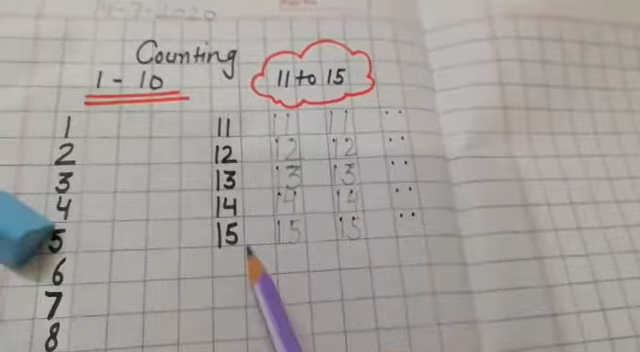 Counting
1 - 10
11 to 15
1 11 11 11 ..
2 12 12 12 ..
3 13 13 13 ..
4 14 14 14 ..
5 15 15 15 ..
6
7
8